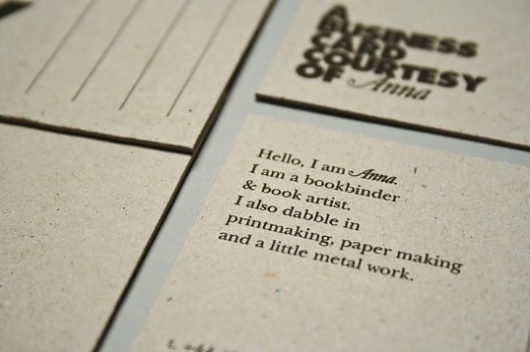 A
BUSINESS
CARD
COURTESY
OF Anna
Hello, I am Anna.
I am a bookbinder
& book artist.
I also dabble in
printmaking, paper making
and a little metal work.